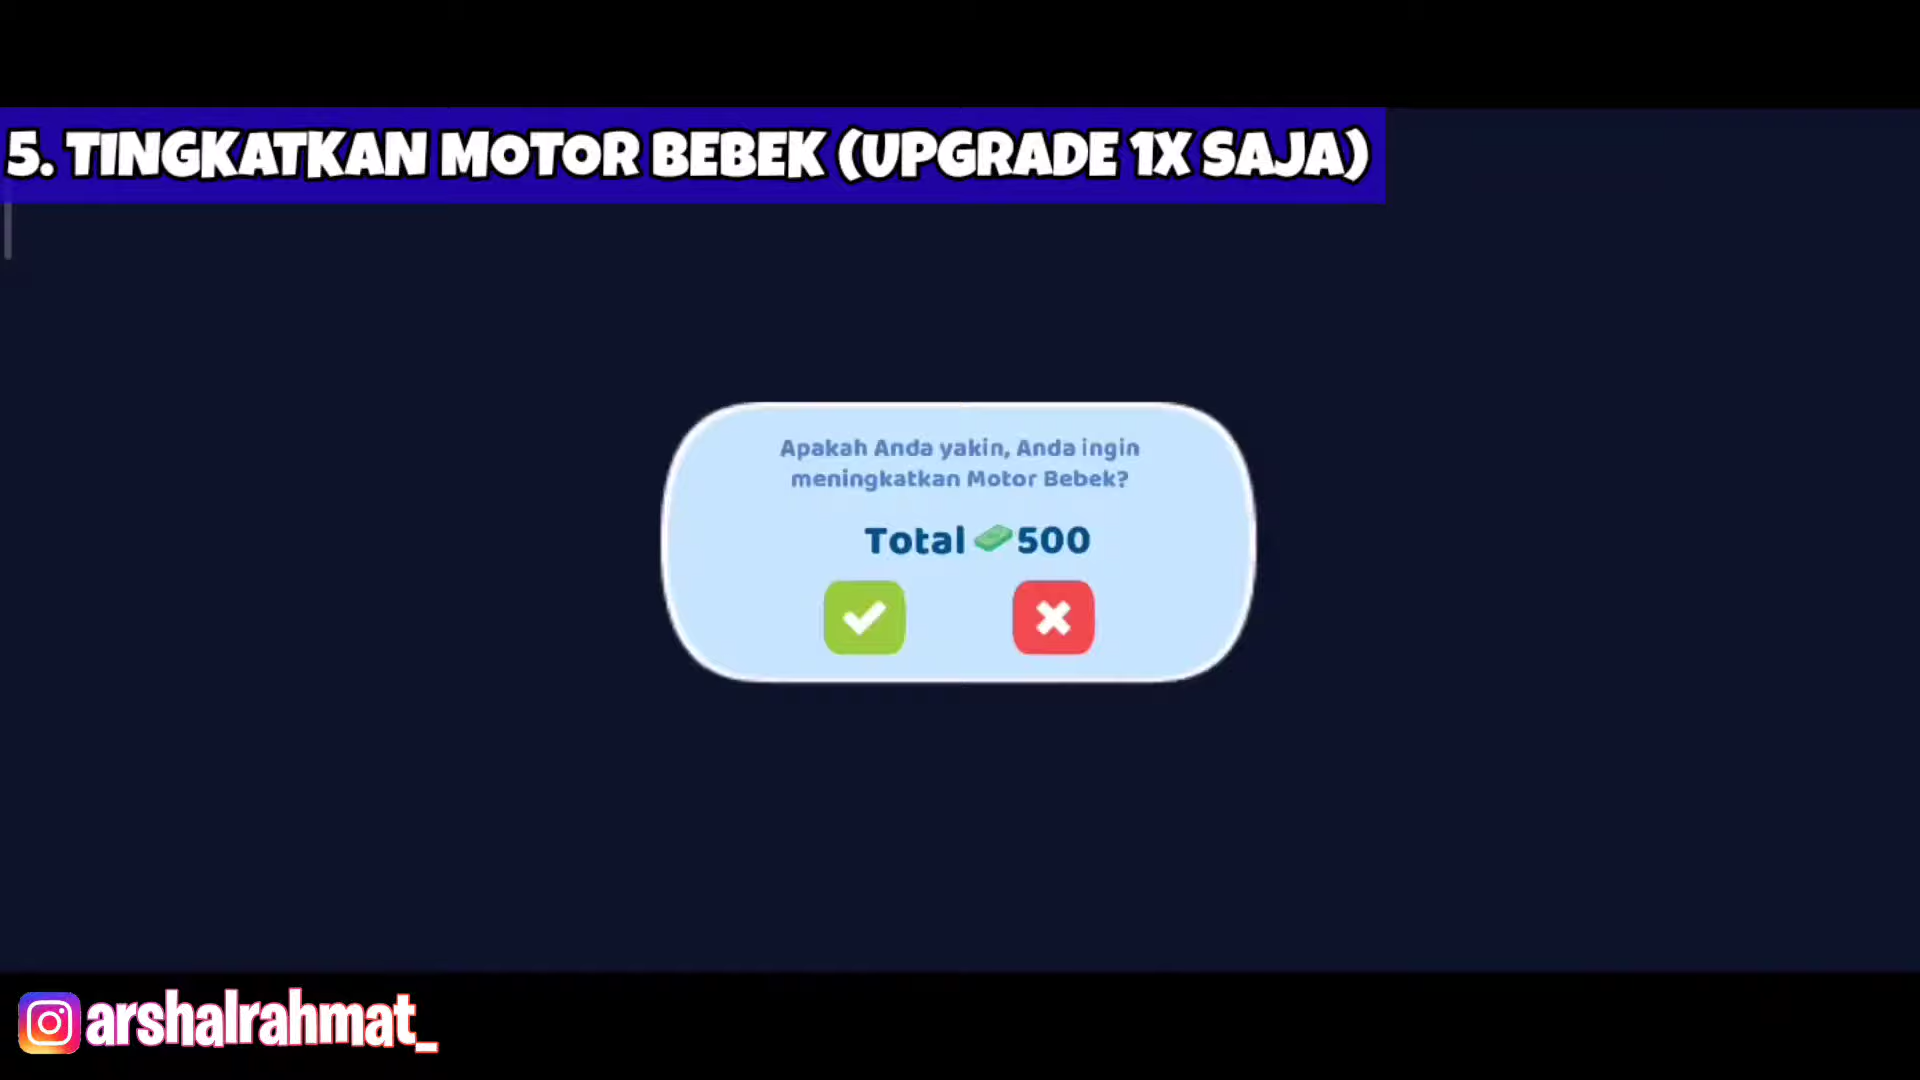 5. TINGKATKAN MOTOR BEBEK (UPGRADE 1X SAJA)
Apakah Anda yakin, Anda ingin
meningkatkan Motor Bebek?
Total 500
arshalrahmat_